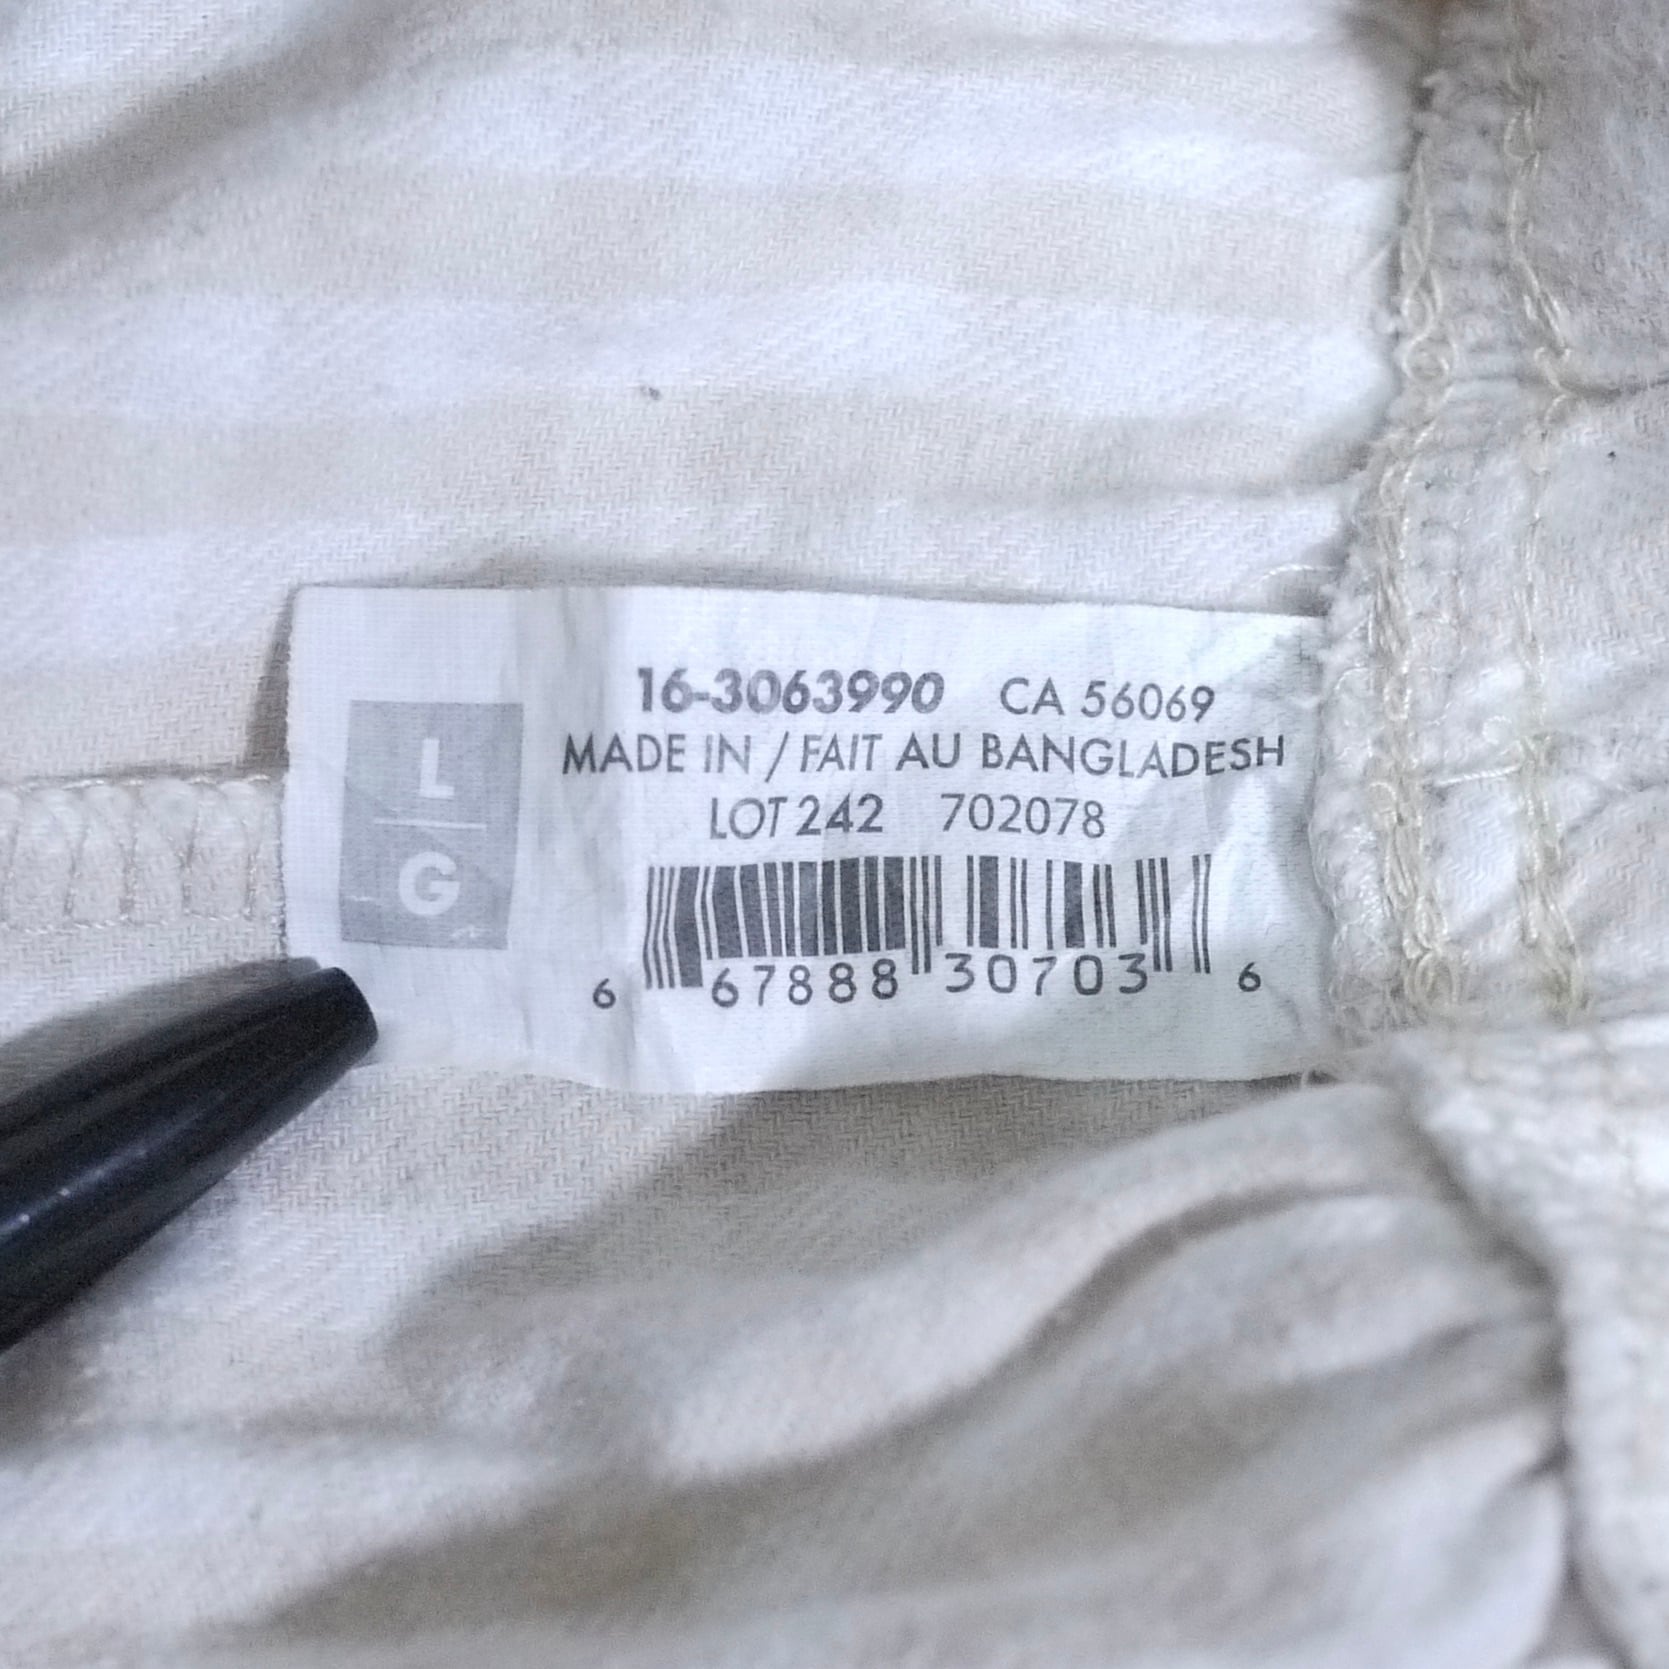 L
G
16-3063990 CA 56069
MADE IN / FAIT AU BANGLADESH
LOT 242 702078
6 67888 30703 6